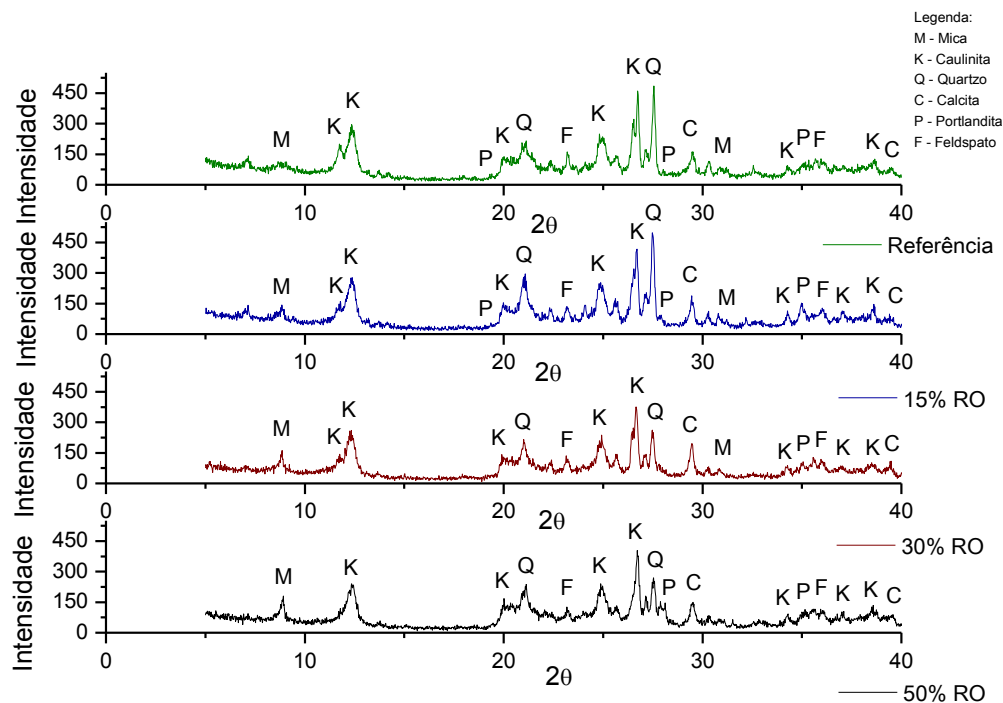 Legenda:
M - Mica
K - Caulinita
Q - Quartzo
C - Calcita
P - Portlandita
F - Feldspato
Intensidade
450
300
150
0
M K K P K Q F K K Q P C M K P F K C
0 10 20 30 40
2θ
Referência
Intensidade
450
300
150
0
M K K P K Q F K K Q P C M K P F K K C
0 10 20 30 40
2θ
15% RO
Intensidade
450
300
150
0
M K K K Q F K K Q C M K P F K K C
0 10 20 30 40
2θ
30% RO
Intensidade
450
300
150
0
M K K Q F K K Q P C K P F K K C
0 10 20 30 40
2θ
50% RO